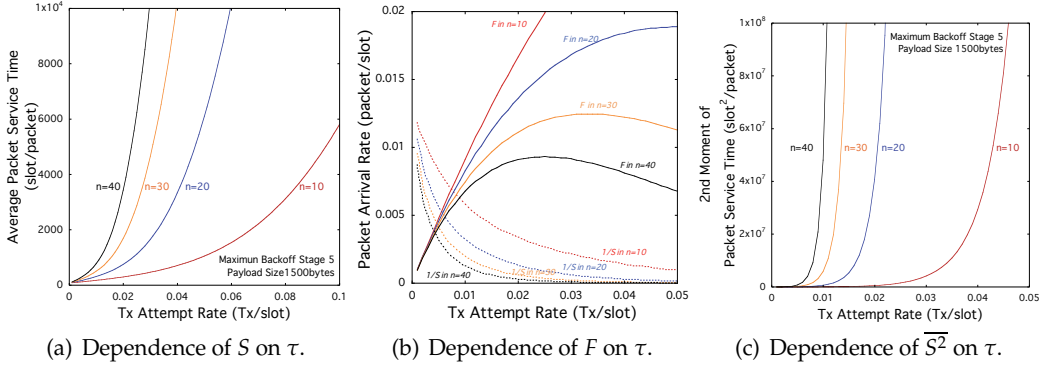 Average Packet Service Time
(slot/packet)
1x10⁴
8000
6000
4000
2000
0
n=40
n=30
n=20
n=10
Maximun Backoff Stage 5
Payload Size1500bytes
0
0.02
0.04
0.06
0.08
0.1
Tx Attempt Rate (Tx/slot)
(a) Dependence of S on τ.
Packet Arrival Rate (packet/slot)
0.02
0.015
0.01
0.005
0
F in n=10
F in n=20
F in n=30
F in n=40
1/S in n=10
1/S in n=20
1/S in n=30
1/S in n=40
0
0.01
0.02
0.03
0.04
0.05
Tx Attempt Rate (Tx/slot)
(b) Dependence of F on τ.
2nd Moment of
Packet Service Time (slot²/packet)
1x10⁸
8x10⁷
6x10⁷
4x10⁷
2x10⁷
0
Maximum Backoff Stage 5
Payload Size 1500bytes
n=40
n=30
n=20
n=10
0
0.01
0.02
0.03
0.04
0.05
Tx Attempt Rate (Tx/slot)
(c) Dependence of S̅² on τ.